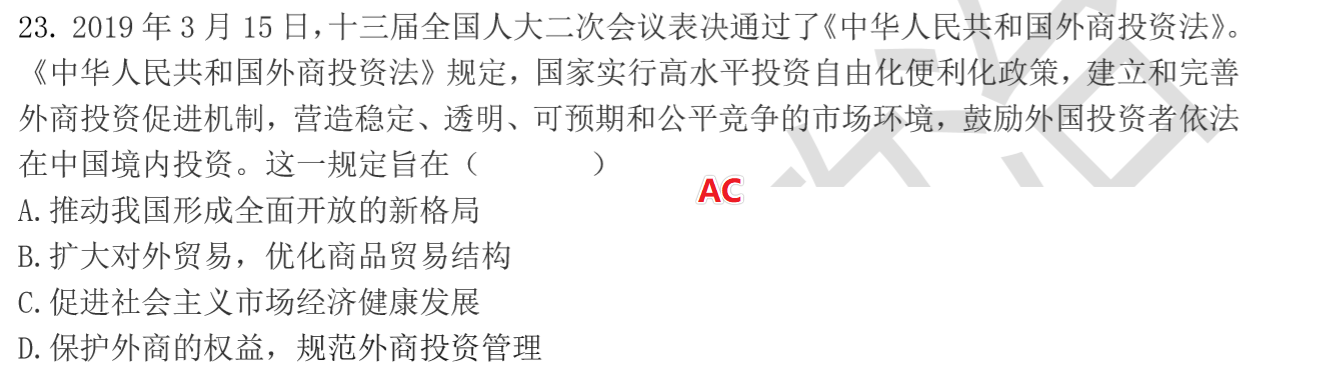 23. 2019 年 3 月 15 日，十三届全国人大二次会议表决通过了《中华人民共和国外商投资法》。
《中华人民共和国外商投资法》规定，国家实行高水平投资自由化便利化政策，建立和完善
外商投资促进机制，营造稳定、透明、可预期和公平竞争的市场环境，鼓励外国投资者依法
在中国境内投资。这一规定旨在（ ）
AC
A.推动我国形成全面开放的新格局
B.扩大对外贸易，优化商品贸易结构
C.促进社会主义市场经济健康发展
D.保护外商的权益，规范外商投资管理